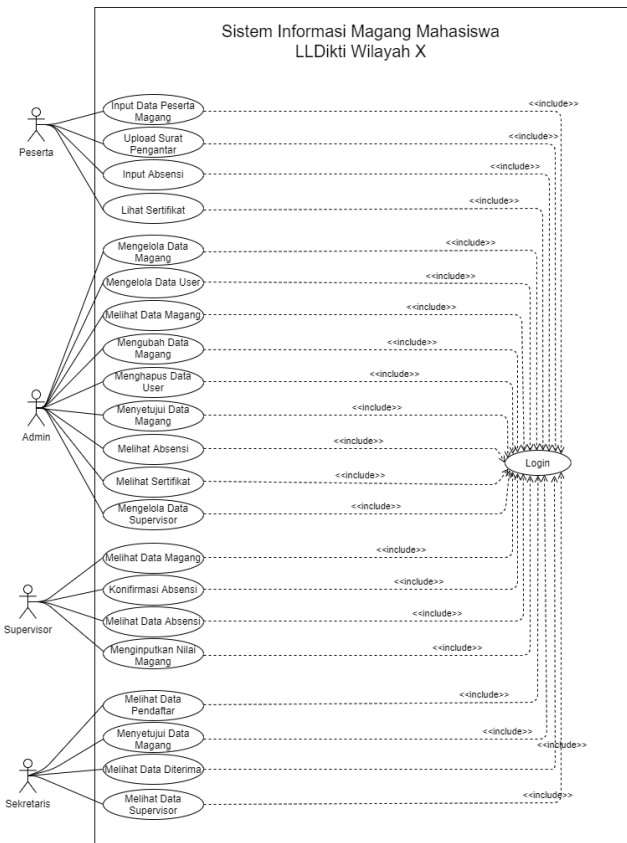 Sistem Informasi Magang Mahasiswa
LLDikti Wilayah X
Peserta
Input Data Peserta
Magang
<<include>>
Upload Surat
Pengantar
<<include>>
Input Absensi
<<include>>
Lihat Sertifikat
<<include>>
Admin
Mengelola Data
Magang
<<include>>
Mengelola Data User
<<include>>
Melihat Data Magang
<<include>>
Mengubah Data
Magang
<<include>>
Menghapus Data
User
<<include>>
Menyetujui Data
Magang
<<include>>
Melihat Absensi
<<include>>
Melihat Sertifikat
<<include>>
Mengelola Data
Supervisor
<<include>>
Login
Supervisor
Melihat Data Magang
<<include>>
Konifirmasi Absensi
<<include>>
Melihat Data Absensi
<<include>>
Menginputkan Nilai
Magang
<<include>>
Sekretaris
Melihat Data
Pendaftar
<<include>>
Menyetujui Data
Magang
<<include>>
Melihat Data Diterima
<<include>>
Melihat Data
Supervisor
<<include>>